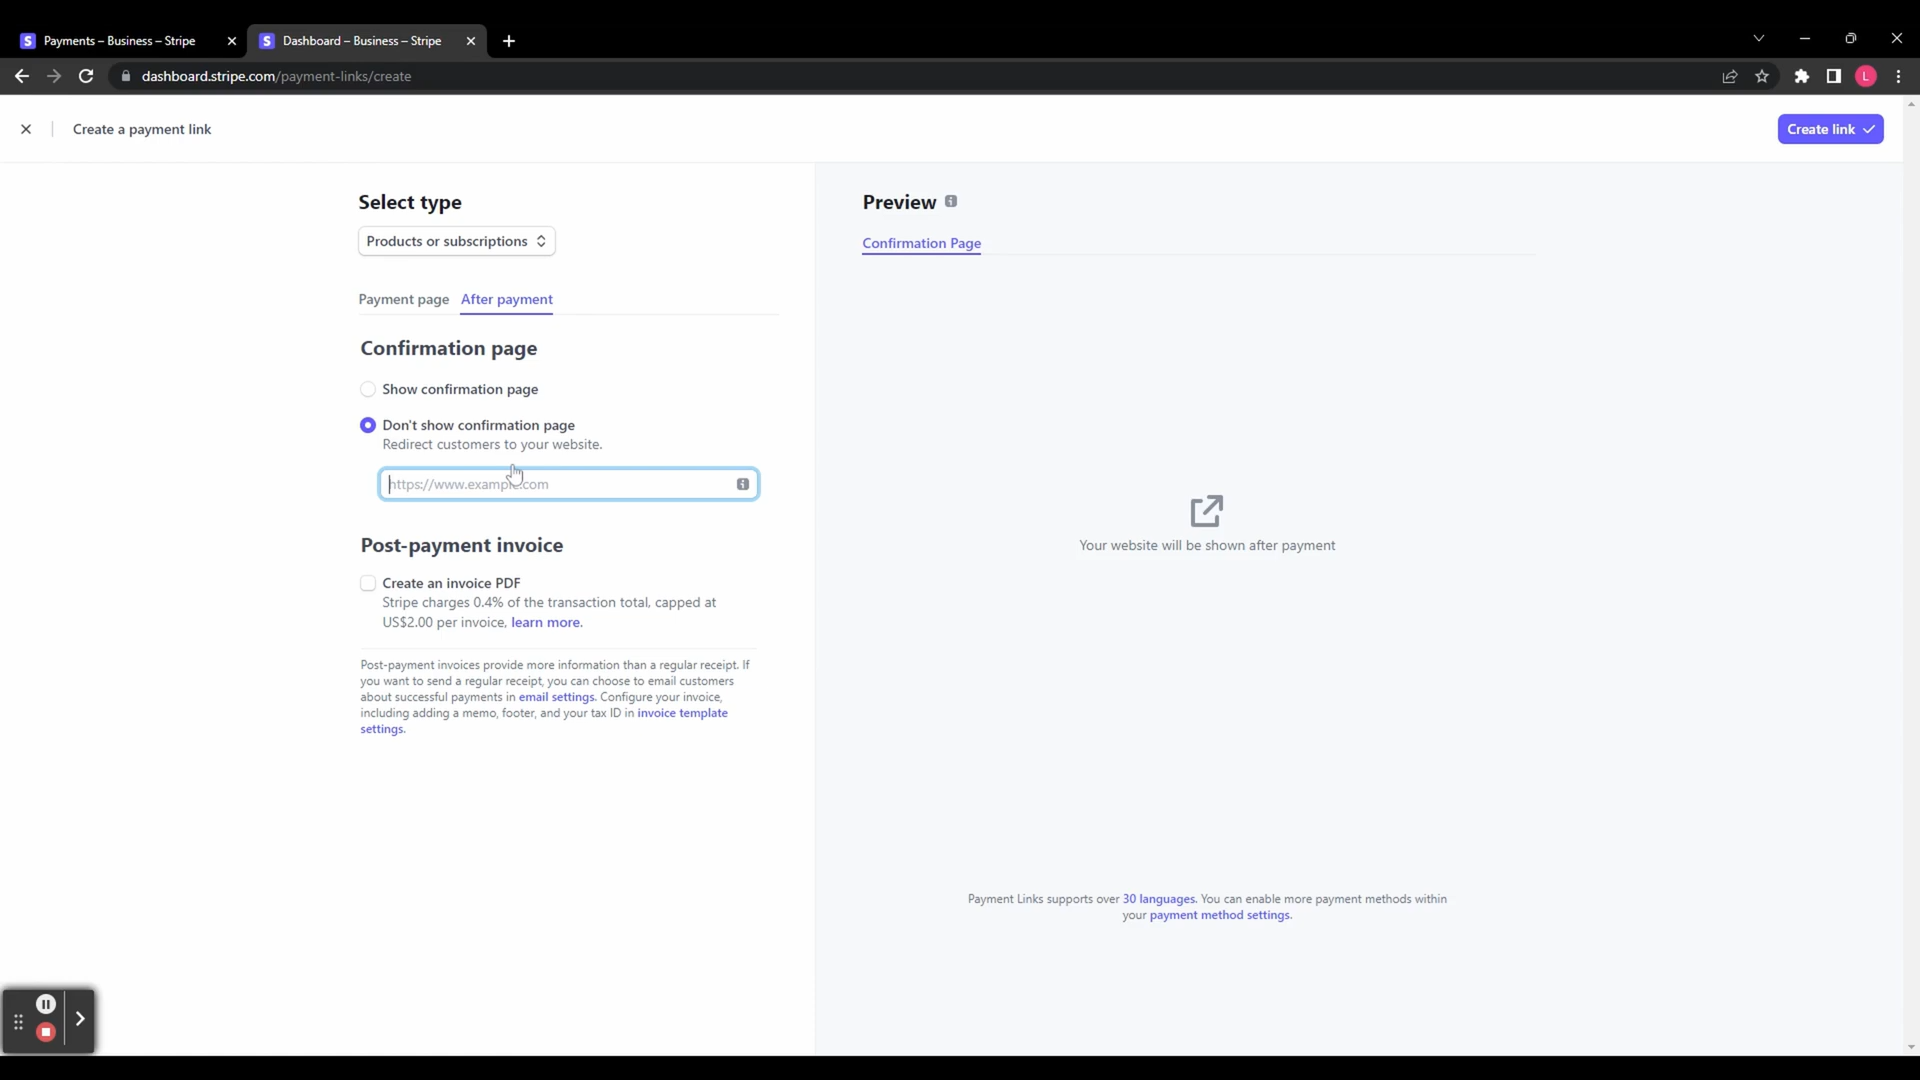 Payments – Business – Stripe
Dashboard – Business – Stripe
dashboard.stripe.com/payment-links/create
L
Create a payment link
Create link
Select type
Products or subscriptions
Payment page
After payment
Confirmation page
Show confirmation page
Don't show confirmation page
Redirect customers to your website.
https://www.example.com
Post-payment invoice
Create an invoice PDF
Stripe charges 0.4% of the transaction total, capped at
US$2.00 per invoice, learn more.
Post-payment invoices provide more information than a regular receipt. If
you want to send a regular receipt, you can choose to email customers
about successful payments in email settings. Configure your invoice,
including adding a memo, footer, and your tax ID in invoice template
settings.
Preview
Confirmation Page
Your website will be shown after payment
Payment Links supports over 30 languages. You can enable more payment methods within
your payment method settings.